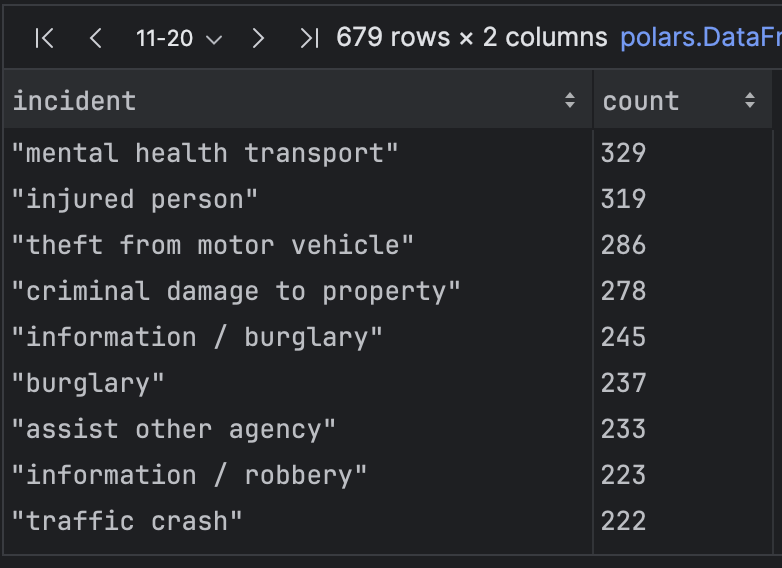 11-20 679 rows × 2 columns polars.DataFr
incident count
"mental health transport" 329
"injured person" 319
"theft from motor vehicle" 286
"criminal damage to property" 278
"information / burglary" 245
"burglary" 237
"assist other agency" 233
"information / robbery" 223
"traffic crash" 222